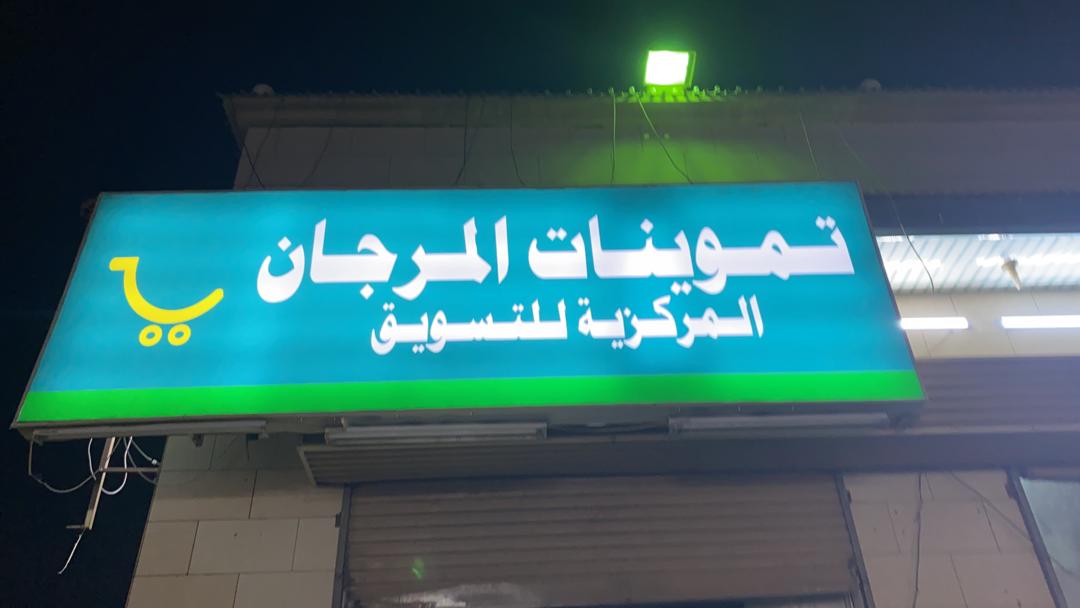 تموينات المرجان
المركزية للتسويق